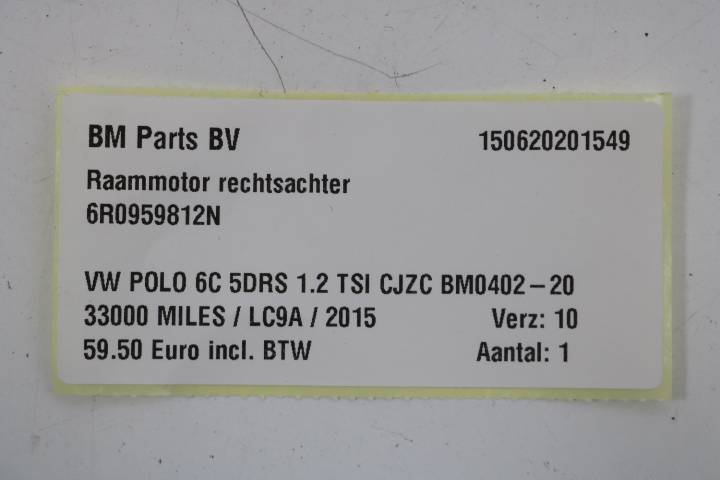 BM Parts BV 150620201549
Raammotor rechtsachter
6R0959812N
VW POLO 6C 5DRS 1.2 TSI CJZC BM0402-20
33000 MILES / LC9A / 2015 Verz: 10
59.50 Euro incl. BTW Aantal: 1